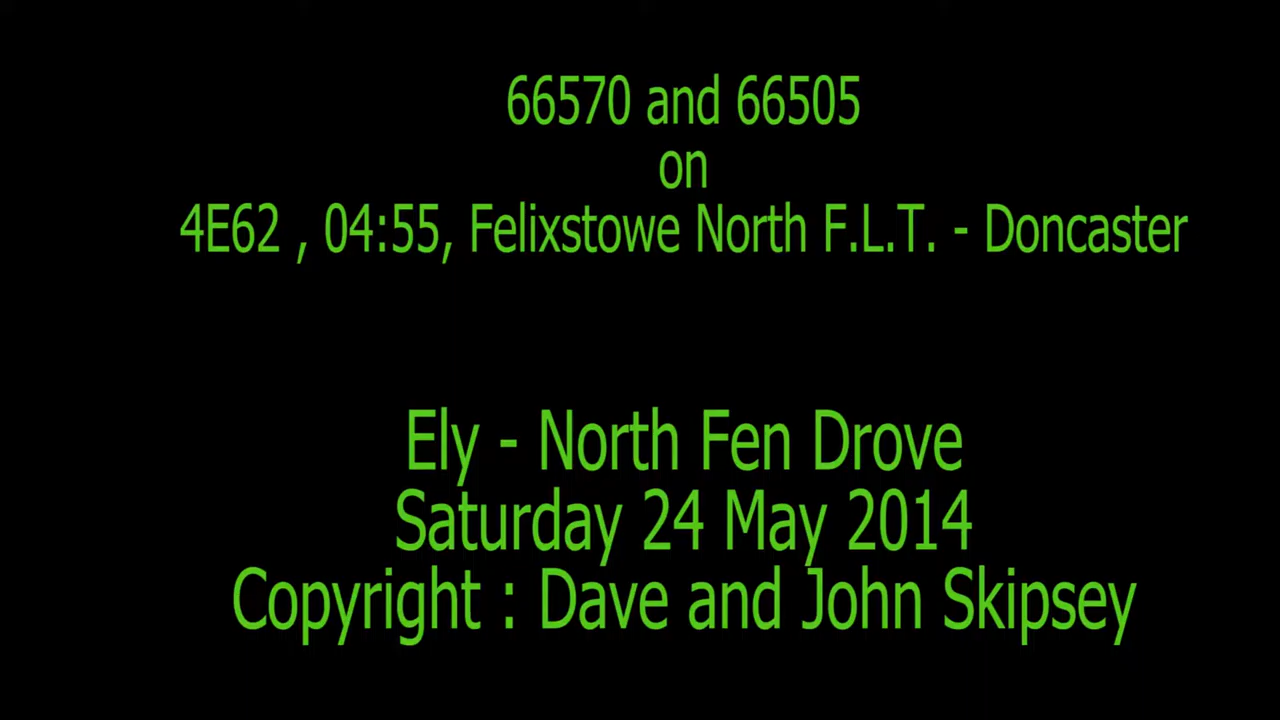 66570 and 66505
on
4E62 , 04:55, Felixstowe North F.L.T. - Doncaster
Ely - North Fen Drove
Saturday 24 May 2014
Copyright : Dave and John Skipsey